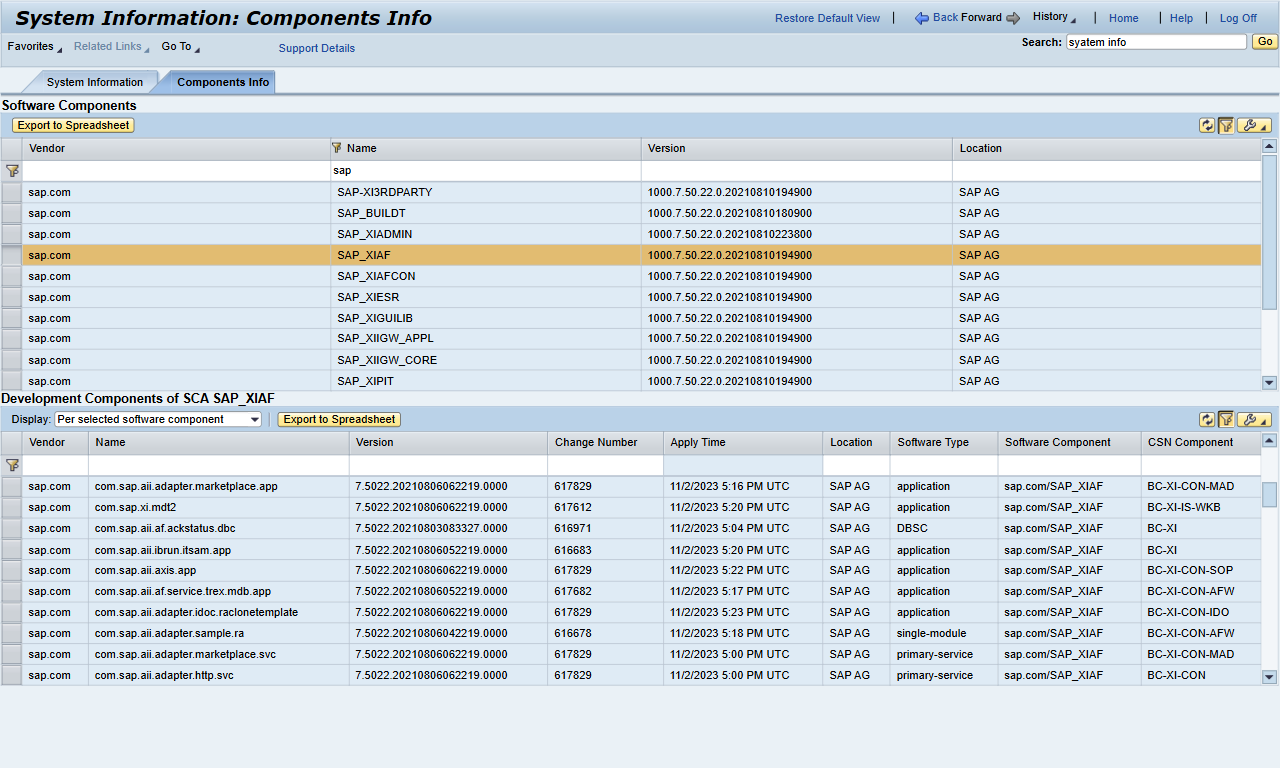 System Information: Components Info
Restore Default View | Back Forward History | Home | Help | Log Off
Favorites Related Links Go To Support Details Search: syatem info Go
System Information Components Info
Software Components
Export to Spreadsheet
Vendor Name Version Location
sap
sap.com SAP-XI3RDPARTY 1000.7.50.22.0.20210810194900 SAP AG
sap.com SAP_BUILDT 1000.7.50.22.0.20210810180900 SAP AG
sap.com SAP_XIADMIN 1000.7.50.22.0.20210810223800 SAP AG
sap.com SAP_XIAF 1000.7.50.22.0.20210810194900 SAP AG
sap.com SAP_XIAFCON 1000.7.50.22.0.20210810194900 SAP AG
sap.com SAP_XIESR 1000.7.50.22.0.20210810194900 SAP AG
sap.com SAP_XIGUILIB 1000.7.50.22.0.20210810194900 SAP AG
sap.com SAP_XIIGW_APPL 1000.7.50.22.0.20210810194900 SAP AG
sap.com SAP_XIIGW_CORE 1000.7.50.22.0.20210810194900 SAP AG
sap.com SAP_XIPIT 1000.7.50.22.0.20210810194900 SAP AG
Development Components of SCA SAP_XIAF
Display: Per selected software component Export to Spreadsheet
Vendor Name Version Change Number Apply Time Location Software Type Software Component CSN Component
sap.com com.sap.aii.adapter.marketplace.app 7.5022.20210806062219.0000 617829 11/2/2023 5:16 PM UTC SAP AG application sap.com/SAP_XIAF BC-XI-CON-MAD
sap.com com.sap.xi.mdt2 7.5022.20210806062219.0000 617612 11/2/2023 5:20 PM UTC SAP AG application sap.com/SAP_XIAF BC-XI-IS-WKB
sap.com com.sap.aii.af.ackstatus.dbc 7.5022.20210803083327.0000 616971 11/2/2023 5:04 PM UTC SAP AG DBSC sap.com/SAP_XIAF BC-XI
sap.com com.sap.aii.ibrun.itsam.app 7.5022.20210806052219.0000 616683 11/2/2023 5:20 PM UTC SAP AG application sap.com/SAP_XIAF BC-XI
sap.com com.sap.aii.axis.app 7.5022.20210806062219.0000 617829 11/2/2023 5:22 PM UTC SAP AG application sap.com/SAP_XIAF BC-XI-CON-SOP
sap.com com.sap.aii.af.service.trex.mdb.app 7.5022.20210806052219.0000 617682 11/2/2023 5:17 PM UTC SAP AG application sap.com/SAP_XIAF BC-XI-CON-AFW
sap.com com.sap.aii.adapter.idoc.raclonetemplate 7.5022.20210806062219.0000 617829 11/2/2023 5:23 PM UTC SAP AG application sap.com/SAP_XIAF BC-XI-CON-IDO
sap.com com.sap.aii.adapter.sample.ra 7.5022.20210806042219.0000 616678 11/2/2023 5:18 PM UTC SAP AG single-module sap.com/SAP_XIAF BC-XI-CON-AFW
sap.com com.sap.aii.adapter.marketplace.svc 7.5022.20210806062219.0000 617829 11/2/2023 5:00 PM UTC SAP AG primary-service sap.com/SAP_XIAF BC-XI-CON-MAD
sap.com com.sap.aii.adapter.http.svc 7.5022.20210806062219.0000 617829 11/2/2023 5:00 PM UTC SAP AG primary-service sap.com/SAP_XIAF BC-XI-CON